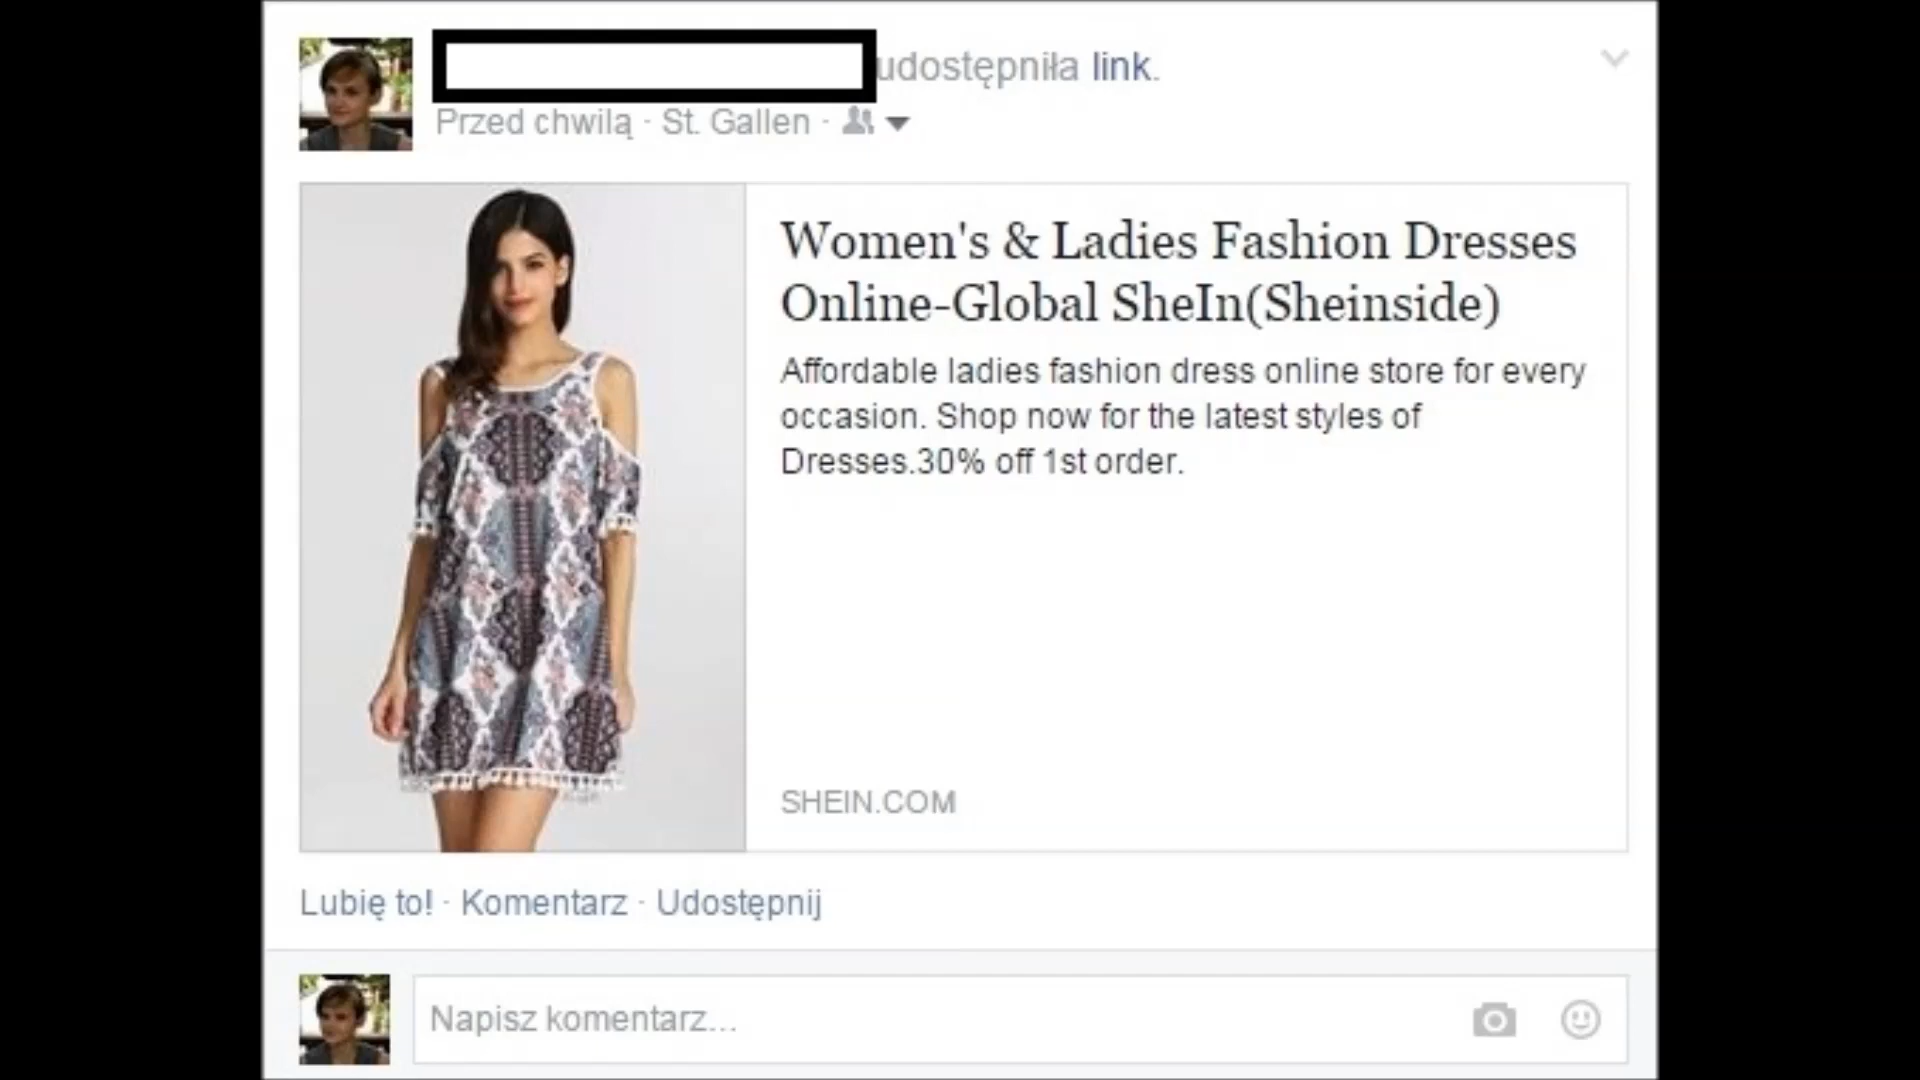 udostępniła link.
Przed chwilą · St. Gallen ·
Women's & Ladies Fashion Dresses
Online-Global SheIn(Sheinside)
Affordable ladies fashion dress online store for every
occasion. Shop now for the latest styles of
Dresses.30% off 1st order.
SHEIN.COM
Lubię to! · Komentarz · Udostępnij
Napisz komentarz...